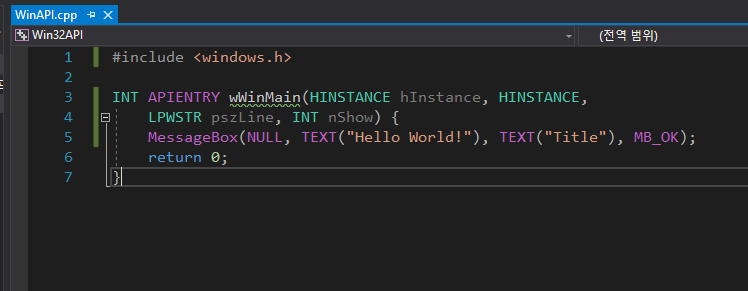 WinAPI.cpp
Win32API (전역 범위)
1 #include <windows.h>
2
3 INT APIENTRY wWinMain(HINSTANCE hInstance, HINSTANCE,
4 LPWSTR pszLine, INT nShow) {
5 MessageBox(NULL, TEXT("Hello World!"), TEXT("Title"), MB_OK);
6 return 0;
7 }